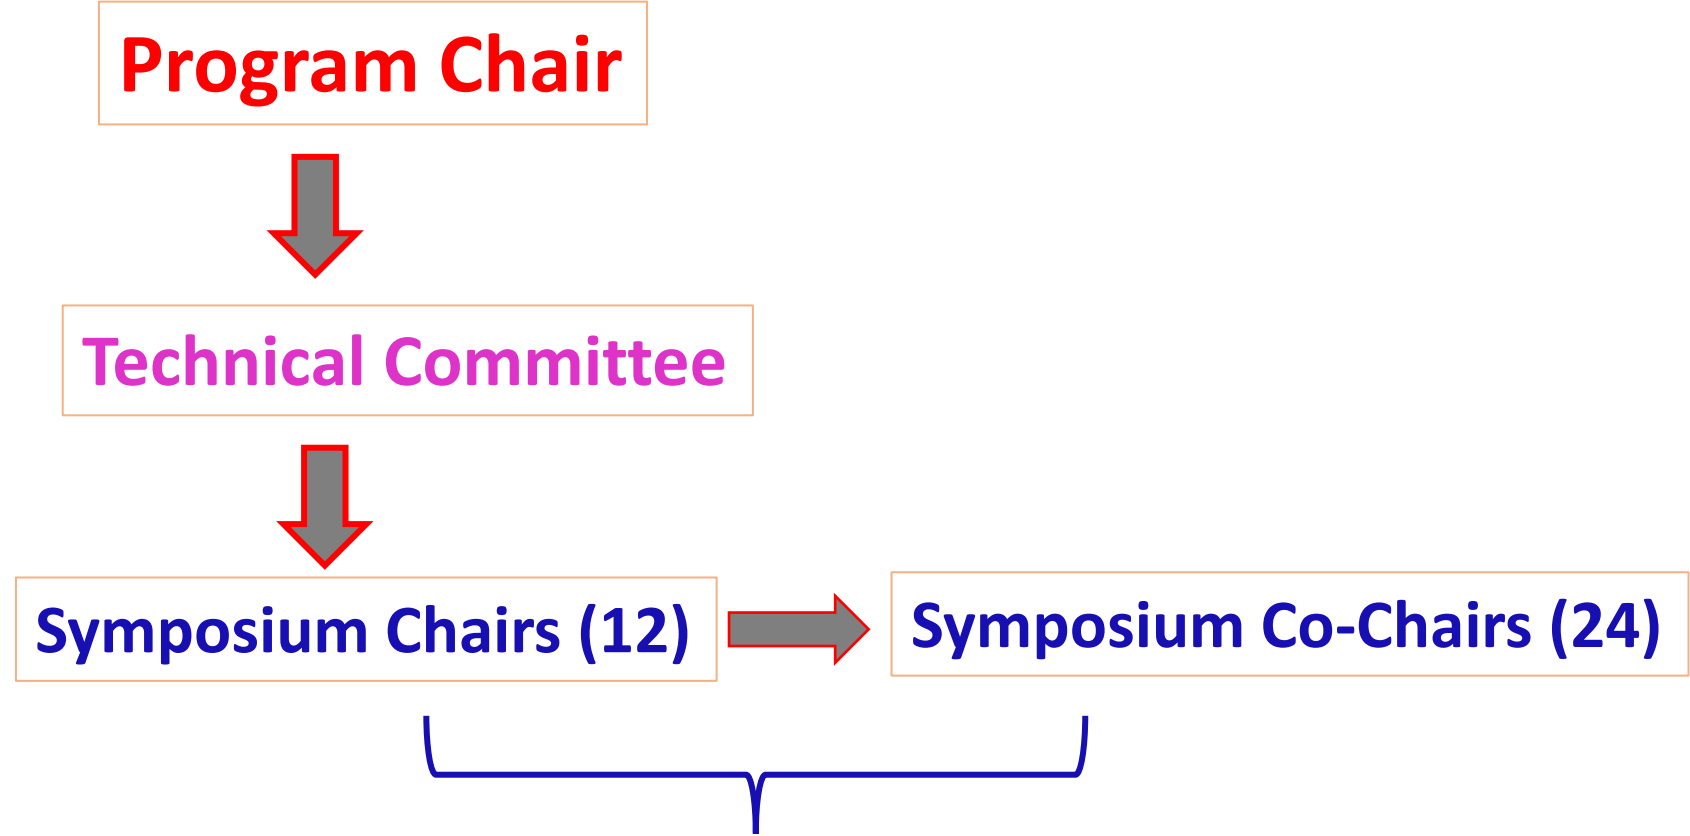 Program Chair
Technical Committee
Symposium Chairs (12)
Symposium Co-Chairs (24)